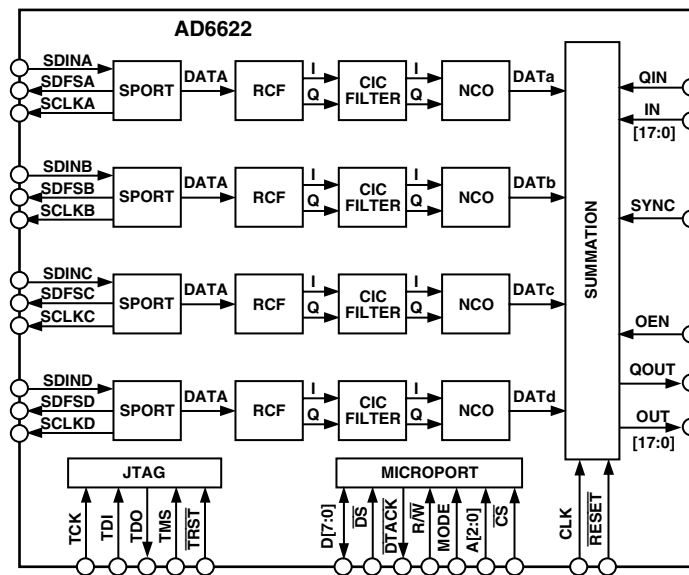 AD6622
SDINA
SDFSA
SCLKA
SPORT
DATA
RCF
I
Q
CIC
FILTER
I
Q
NCO
DATa
SDINB
SDFSB
SCLKB
SPORT
DATA
RCF
I
Q
CIC
FILTER
I
Q
NCO
DATb
SDINC
SDFSC
SCLKC
SPORT
DATA
RCF
I
Q
CIC
FILTER
I
Q
NCO
DATc
SDIND
SDFSD
SCLKD
SPORT
DATA
RCF
I
Q
CIC
FILTER
I
Q
NCO
DATd
SUMMATION
QIN
IN
[17:0]
SYNC
OEN
QOUT
OUT
[17:0]
JTAG
TCK
TDI
TDO
TMS
TRST
MICROPORT
D[7:0]
DS
DTACK
R/W
MODE
A[2:0]
CS
CLK
RESET